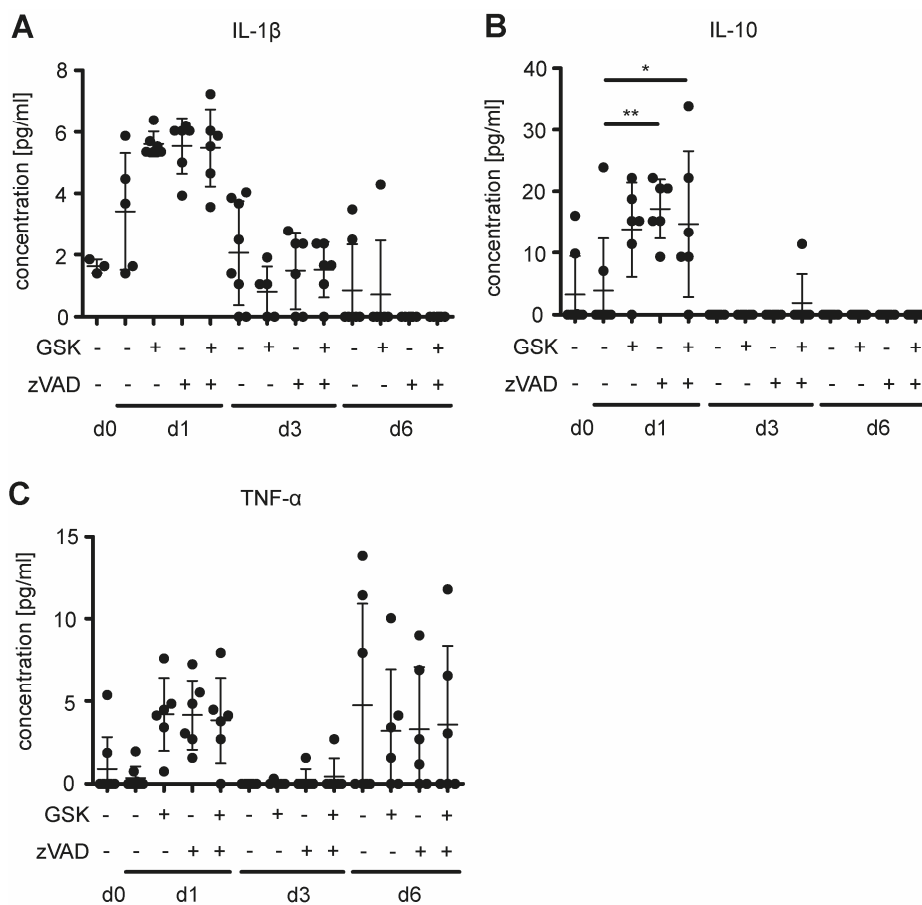 A
IL-1β
concentration [pg/ml]
8
6
4
2
0
GSK - - + - + - + - + - + - +
zVAD - - - + + - - + + - - + +
d0 d1 d3 d6
B
IL-10
concentration [pg/ml]
40
30
20
10
0
*
**
GSK - - + - + - + - + - + - +
zVAD - - - + + - - + + - - + +
d0 d1 d3 d6
C
TNF-α
concentration [pg/ml]
15
10
5
0
GSK - - + - + - + - + - + - +
zVAD - - - + + - - + + - - + +
d0 d1 d3 d6